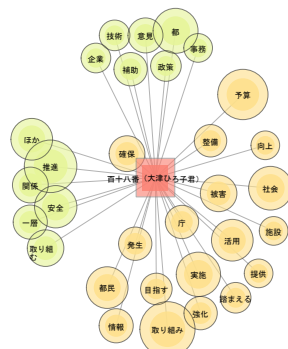 技術
意見
都
事務
企業
補助
政策
予算
ほか
確保
整備
向上
推進
関係
百十八番（大津ひろ子君）
被害
社会
安全
一層
庁
施設
取り組
む
発生
活用
提供
都民
目指す
実施
踏まえる
情報
取り組み
強化